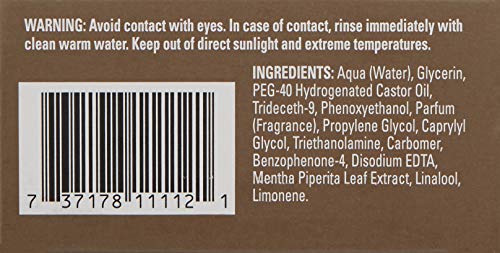 WARNING: Avoid contact with eyes. In case of contact, rinse immediately with
clean warm water. Keep out of direct sunlight and extreme temperatures.
INGREDIENTS: Aqua (Water), Glycerin,
PEG-40 Hydrogenated Castor Oil,
Trideceth-9, Phenoxyethanol, Parfum
(Fragrance), Propylene Glycol, Caprylyl
Glycol, Triethanolamine, Carbomer,
Benzophenone-4, Disodium EDTA,
Mentha Piperita Leaf Extract, Linalool,
Limonene.
7 37178 11112 1